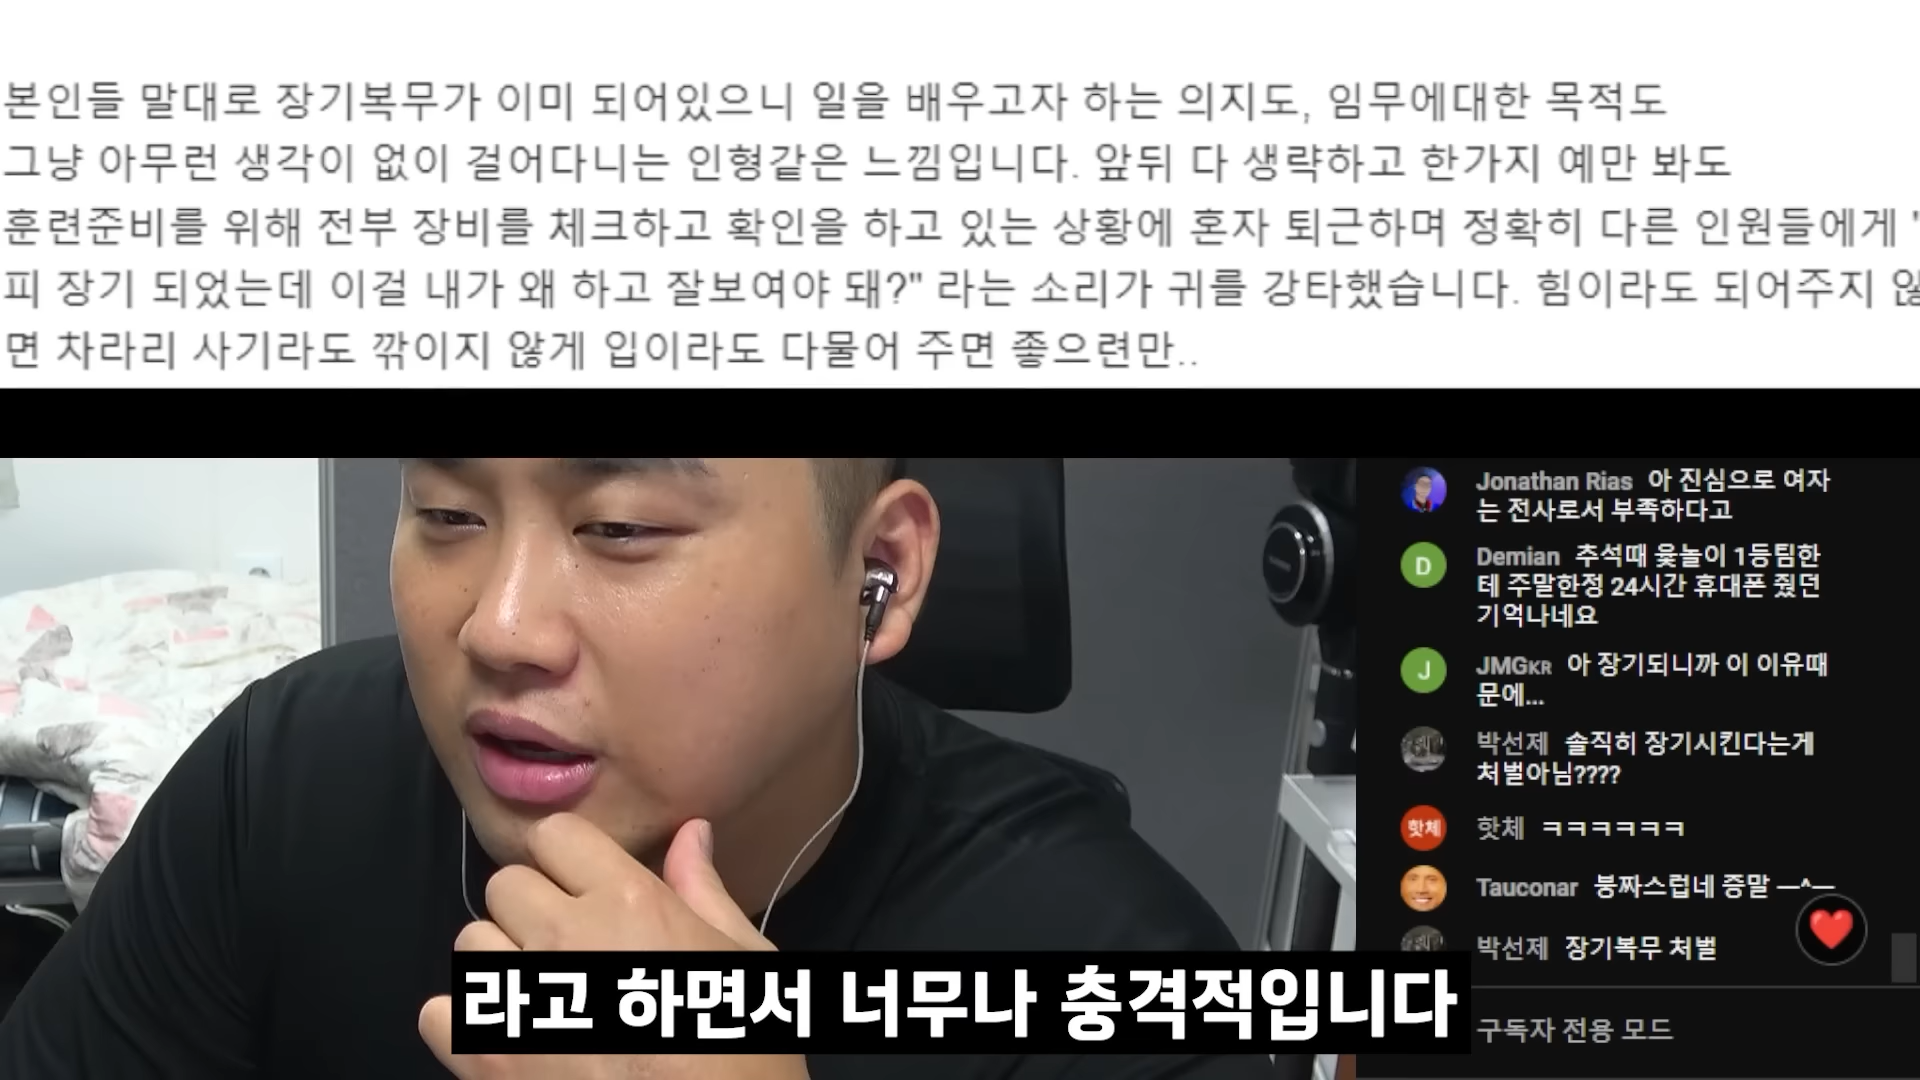 본인들 말대로 장기복무가 이미 되어있으니 일을 배우고자 하는 의지도, 임무에대한 목적도
그냥 아무런 생각이 없이 걸어다니는 인형같은 느낌입니다. 앞뒤 다 생략하고 한가지 예만 봐도
훈련준비를 위해 전부 장비를 체크하고 확인을 하고 있는 상황에 혼자 퇴근하며 정확히 다른 인원들에게 "
피 장기 되었는데 이걸 내가 왜 하고 잘보여야 돼?" 라는 소리가 귀를 강타했습니다. 힘이라도 되어주지 않
면 차라리 사기라도 깎이지 않게 입이라도 다물어 주면 좋으련만..
Jonathan Rias 아 진심으로 여자
는 전사로서 부족하다고
D
Demian 추석때 윷놀이 1등팀한
테 주말한정 24시간 휴대폰 줬던
기억나네요
J
JMGKR 아 장기되니까 이 이유때
문에...
박선제 솔직히 장기시킨다는게
처벌아님????
핫체
핫체 ㅋㅋㅋㅋㅋㅋ
Tauconar 붕짜스럽네 증말 ㅡ^ㅡ
박선제 장기복무 처벌
라고 하면서 너무나 충격적입니다
구독자 전용 모드